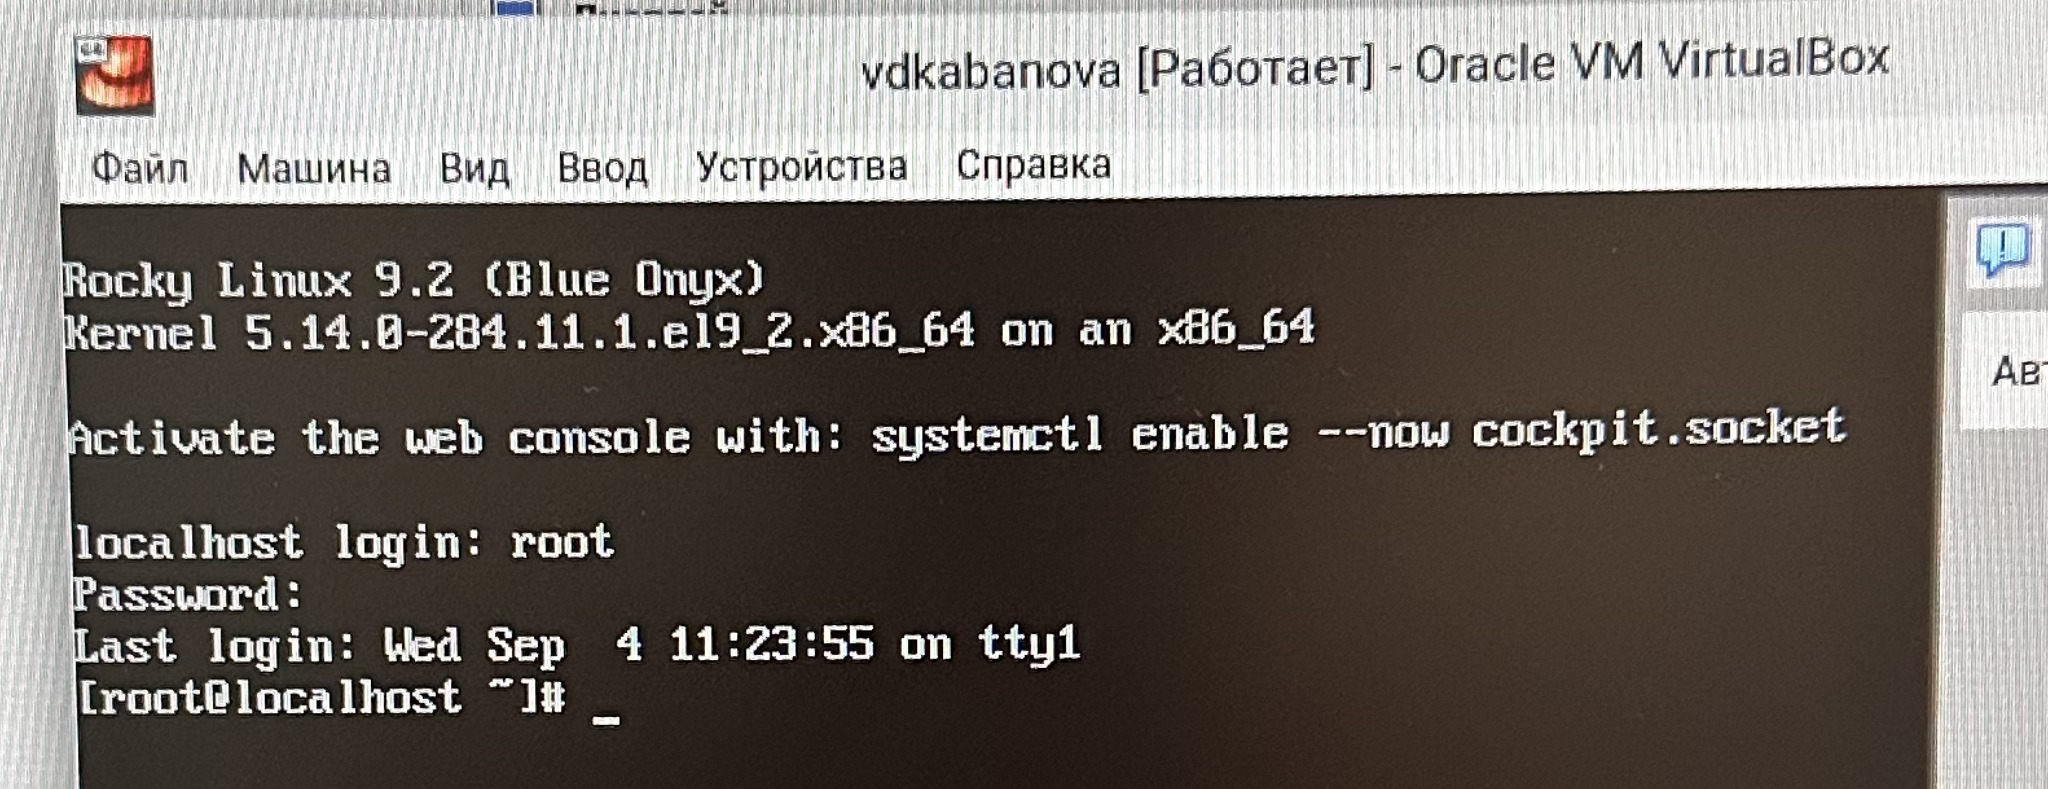 vdkabanova [Работает] - Oracle VM VirtualBox
Файл Машина Вид Ввод Устройства Справка
Rocky Linux 9.2 (Blue Onyx)
Kernel 5.14.0-284.11.1.el9_2.x86_64 on an x86_64
Activate the web console with: systemctl enable --now cockpit.socket
localhost login: root
Password:
Last login: Wed Sep  4 11:23:55 on tty1
[root@localhost ~]# _